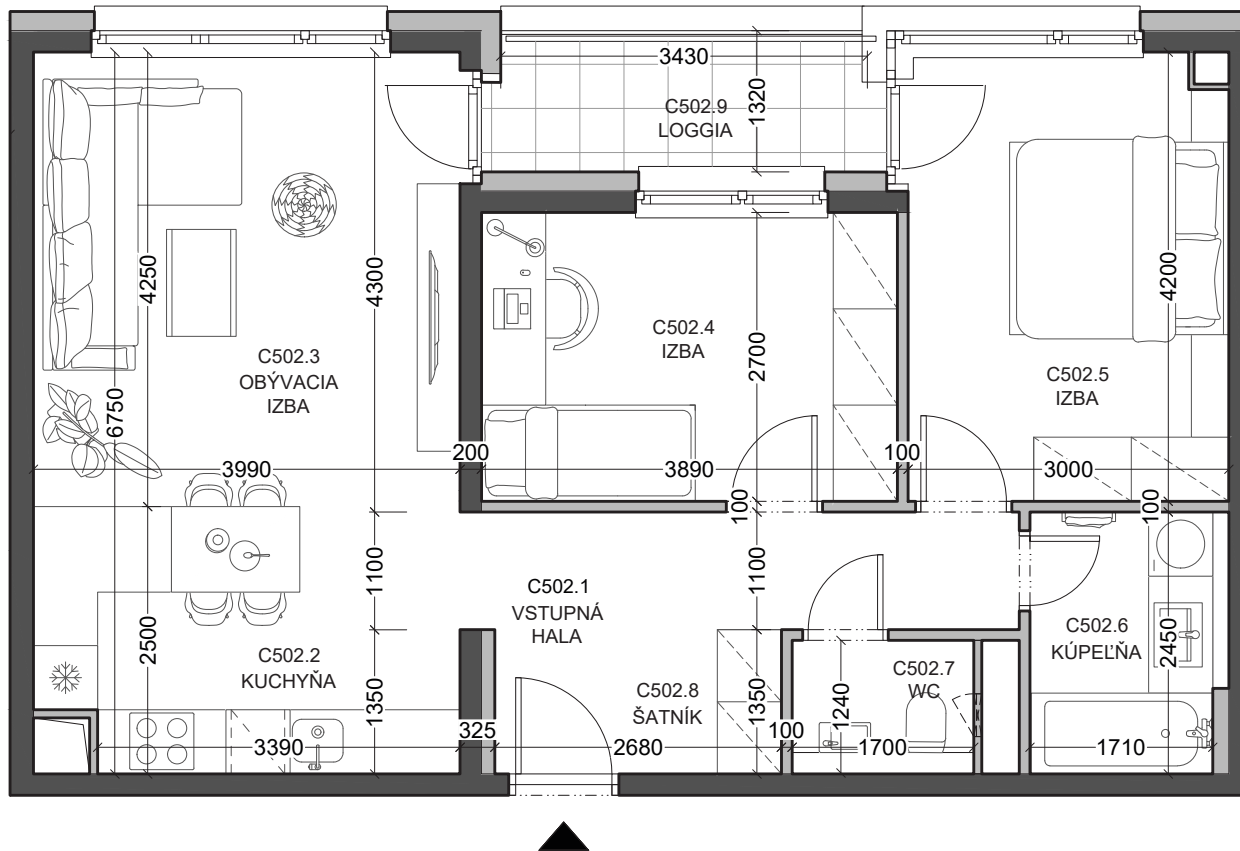 3430
1320
C502.9
LOGGIA
4250
4300
6750
C502.3
OBÝVACIA
IZBA
C502.4
IZBA
2700
4200
C502.5
IZBA
3990
200
3890
100
3000
100
100
1100
1100
C502.1
VSTUPNÁ
HALA
2500
C502.2
KUCHYŇA
1350
C502.8
ŠATNÍK
1350
C502.7
WC
1240
C502.6
KÚPEĽŇA
2450
3390
325
2680
100
1700
1710